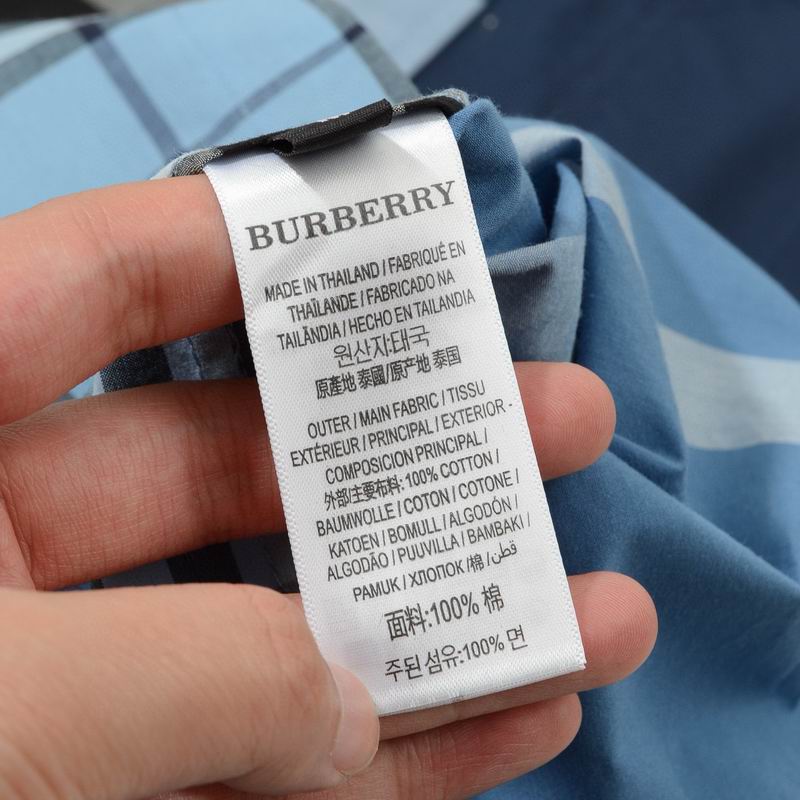 BURBERRY
MADE IN THAILAND / FABRIQUÉ EN
THAÏLANDE / FABRICADO NA
TAILÂNDIA / HECHO EN TAILANDIA
원산지:태국
原產地 泰國/原产地 泰国
OUTER / MAIN FABRIC / TISSU
EXTÉRIEUR / PRINCIPAL / EXTERIOR -
COMPOSICION PRINCIPAL /
外部/主要布料: 100% COTTON /
BAUMWOLLE / COTON / COTONE /
KATOEN / BOMULL / ALGODÓN /
ALGODÃO / PUUVILLA / BAMBAKI /
PAMUK / ХЛОПОК /棉 /قطن
面料:100% 棉
주된 섬유:100% 면